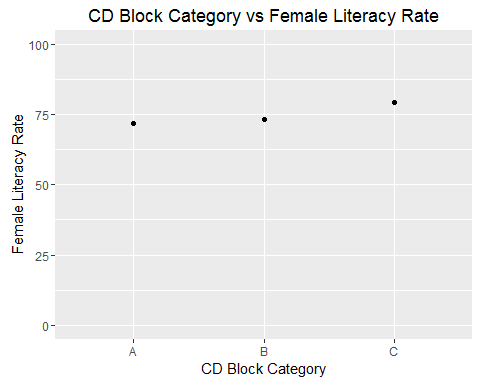 CD Block Category vs Female Literacy Rate
100
75
50
25
0
Female Literacy Rate
A B C
CD Block Category